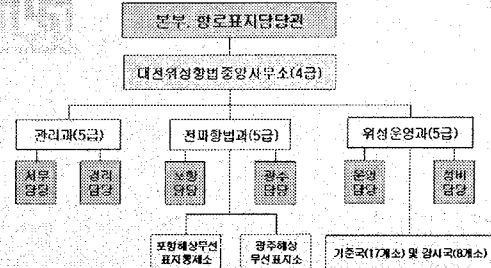 본부, 항로표지담당관
대전위성항법중앙사무소(4급)
관리과(5급)
전파항법과(5급)
위성운영과(5급)
서무
담당
경리
담당
포항
담당
광주
담당
운영
담당
정비
담당
포항해상무선
표지통제소
광주해상
무선표지소
기준국(17개소) 및 감시국(8개소)